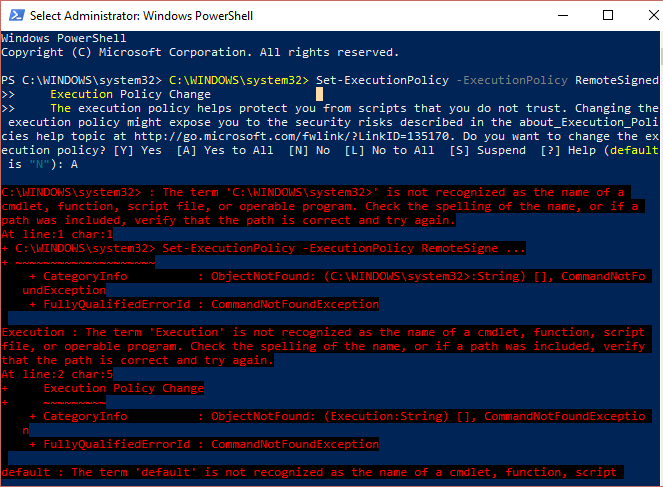 Select Administrator: Windows PowerShell
Windows PowerShell
Copyright (C) Microsoft Corporation. All rights reserved.
PS C:\WINDOWS\system32> C:\WINDOWS\system32> Set-ExecutionPolicy -ExecutionPolicy RemoteSigned
>>     Execution Policy Change
>>     The execution policy helps protect you from scripts that you do not trust. Changing the
execution policy might expose you to the security risks described in the about_Execution_Poli
cies help topic at http://go.microsoft.com/fwlink/?LinkID=135170. Do you want to change the ex
ecution policy? [Y] Yes  [A] Yes to All  [N] No  [L] No to All  [S] Suspend  [?] Help (default
 is "N"): A
C:\WINDOWS\system32> : The term 'C:\WINDOWS\system32>' is not recognized as the name of a
cmdlet, function, script file, or operable program. Check the spelling of the name, or if a
path was included, verify that the path is correct and try again.
At line:1 char:1
+ C:\WINDOWS\system32> Set-ExecutionPolicy -ExecutionPolicy RemoteSigne ...
+ ~~~~~~~~~~~~~~~~~~~~
    + CategoryInfo          : ObjectNotFound: (C:\WINDOWS\system32>:String) [], CommandNotFo
   undException
    + FullyQualifiedErrorId : CommandNotFoundException
Execution : The term 'Execution' is not recognized as the name of a cmdlet, function, script
file, or operable program. Check the spelling of the name, or if a path was included, verify
that the path is correct and try again.
At line:2 char:5
+     Execution Policy Change
+     ~~~~~~~~~
    + CategoryInfo          : ObjectNotFound: (Execution:String) [], CommandNotFoundExceptio
   n
    + FullyQualifiedErrorId : CommandNotFoundException
default : The term 'default' is not recognized as the name of a cmdlet, function, script